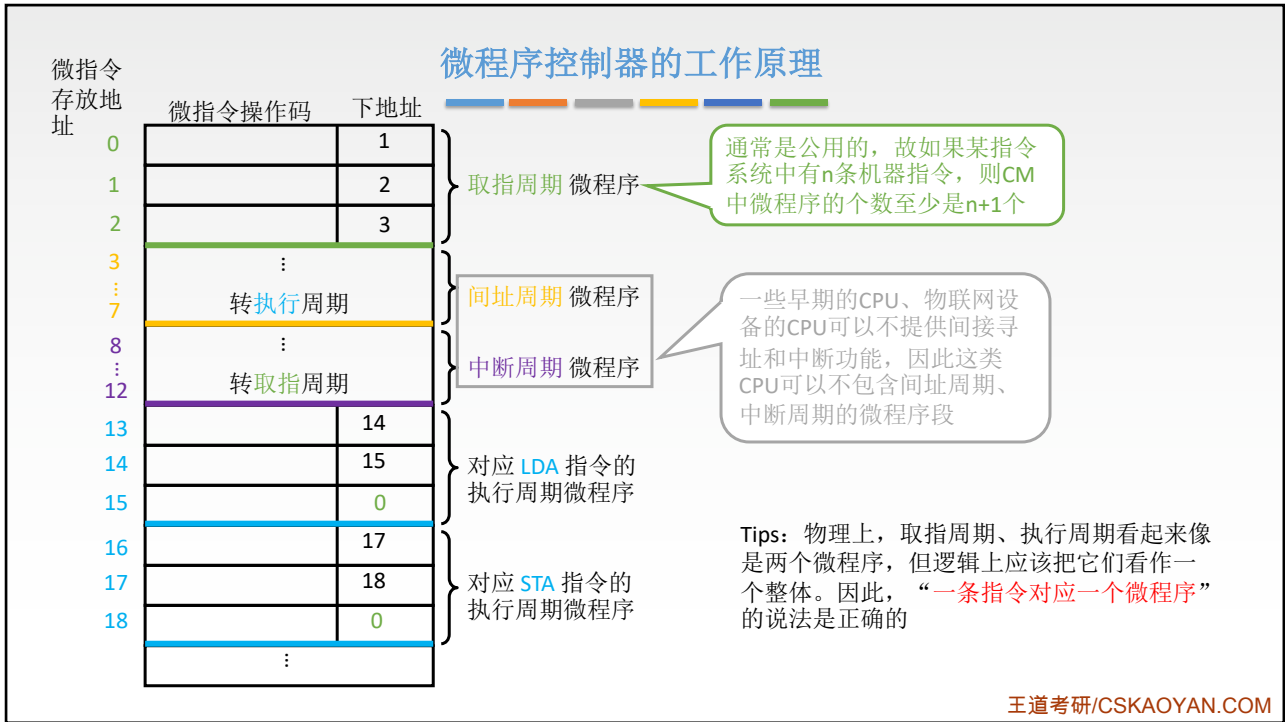 微程序控制器的工作原理
微指令
存放地
址
微指令操作码
下地址
0
1
1
2
2
3
取指周期 微程序
通常是公用的，故如果某指令
系统中有n条机器指令，则CM
中微程序的个数至少是n+1个
3
⋮
7
⋮
转执行周期
间址周期 微程序
8
⋮
12
⋮
转取指周期
中断周期 微程序
一些早期的CPU、物联网设
备的CPU可以不提供间接寻
址和中断功能，因此这类
CPU可以不包含间址周期、
中断周期的微程序段
13
14
14
15
15
0
对应 LDA 指令的
执行周期微程序
16
17
17
18
18
0
对应 STA 指令的
执行周期微程序
⋮
Tips：物理上，取指周期、执行周期看起来像
是两个微程序，但逻辑上应该把它们看作一
个整体。因此，“一条指令对应一个微程序”
的说法是正确的
王道考研/CSKAOYAN.COM